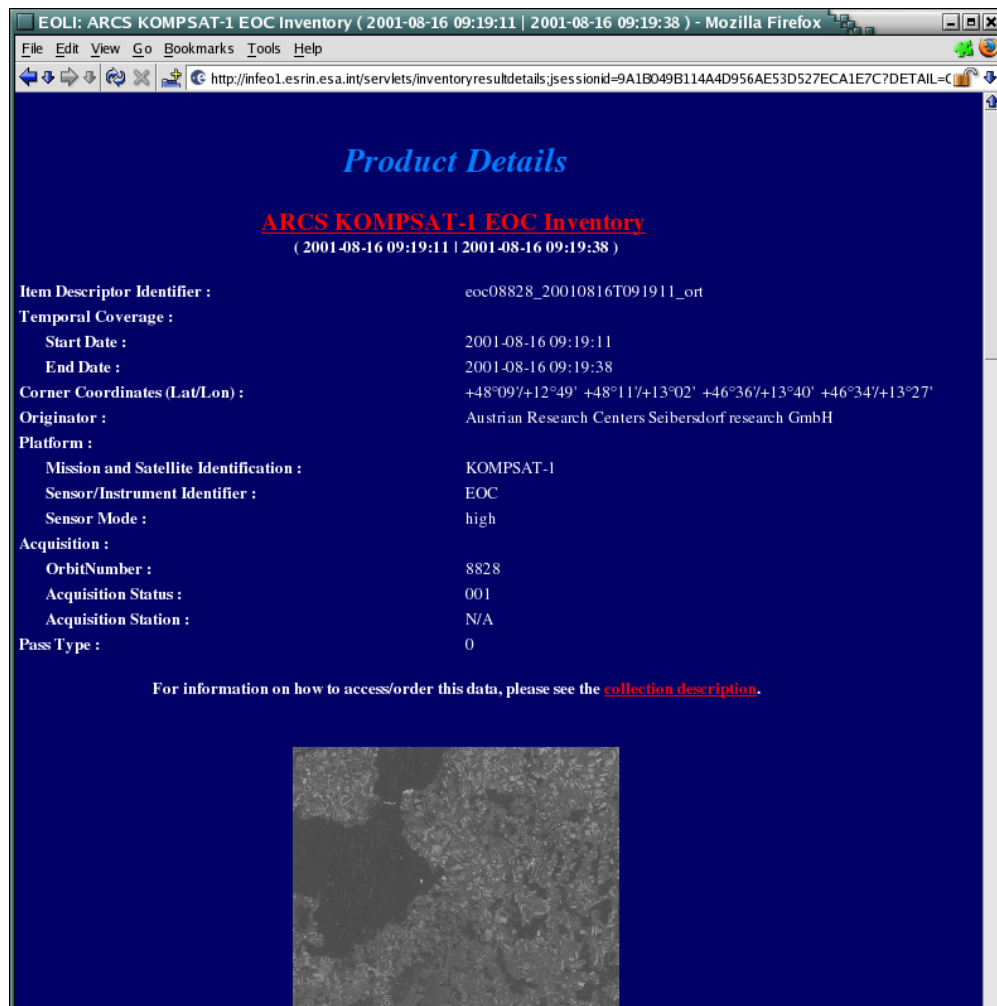 EOLI: ARCS KOMPSAT-1 EOC Inventory ( 2001-08-16 09:19:11 | 2001-08-16 09:19:38 ) - Mozilla Firefox
File Edit View Go Bookmarks Tools Help
http://infeo1.esrin.esa.int/servlets/inventoryresultdetails;jsessionid=9A1B049B114A4D956AE53D527ECA1E7C?DETAIL=C
Product Details
ARCS KOMPSAT-1 EOC Inventory
( 2001-08-16 09:19:11 | 2001-08-16 09:19:38 )
Item Descriptor Identifier : eoc08828_20010816T091911_ort
Temporal Coverage :
Start Date : 2001-08-16 09:19:11
End Date : 2001-08-16 09:19:38
Corner Coordinates (Lat/Lon) : +48°09'/+12°49' +48°11'/+13°02' +46°36'/+13°40' +46°34'/+13°27'
Originator : Austrian Research Centers Seibersdorf research GmbH
Platform :
Mission and Satellite Identification : KOMPSAT-1
Sensor/Instrument Identifier : EOC
Sensor Mode : high
Acquisition :
OrbitNumber : 8828
Acquisition Status : 001
Acquisition Station : N/A
Pass Type : 0
For information on how to access/order this data, please see the collection description.